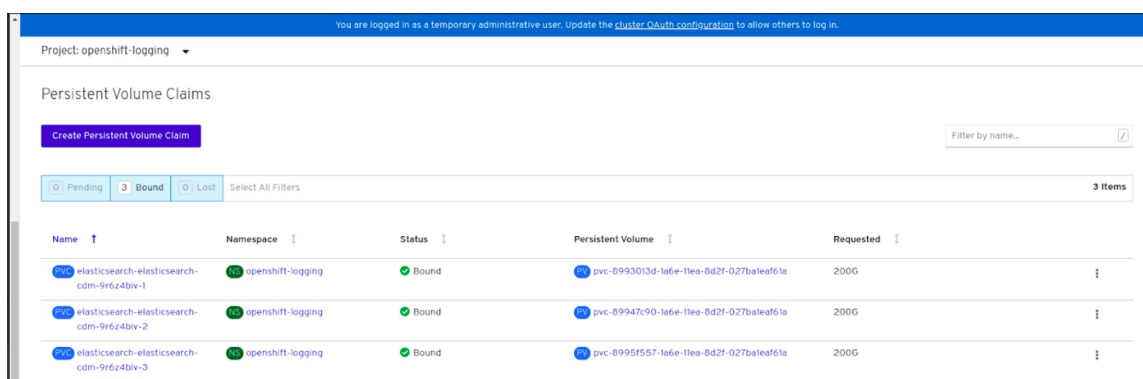 You are logged in as a temporary administrative user. Update the cluster OAuth configuration to allow others to log in.
Project: openshift-logging
Persistent Volume Claims
Create Persistent Volume Claim
Filter by name...
/
0 Pending 3 Bound 0 Lost Select All Filters 3 Items
Name ↑ Namespace Status Persistent Volume Requested
PVC elasticsearch-elasticsearch- NS openshift-logging Bound PV pvc-8993013d-1a6e-11ea-8d2f-027ba1eaf61a 200G
cdm-9r6z4biv-1
PVC elasticsearch-elasticsearch- NS openshift-logging Bound PV pvc-89947c90-1a6e-11ea-8d2f-027ba1eaf61a 200G
cdm-9r6z4biv-2
PVC elasticsearch-elasticsearch- NS openshift-logging Bound PV pvc-8995f557-1a6e-11ea-8d2f-027ba1eaf61a 200G
cdm-9r6z4biv-3